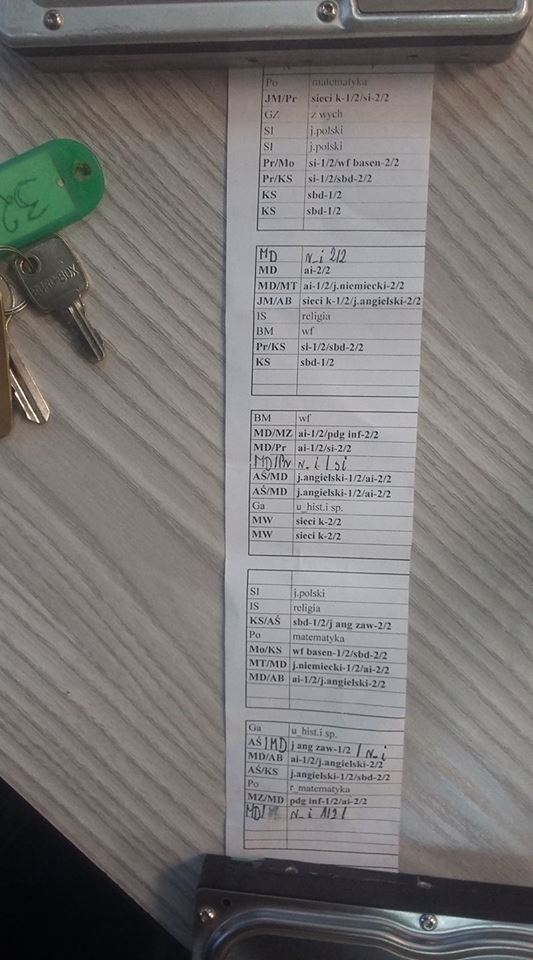 32
EURO-BOX
Po matematyka
JM/Pr sieci k-1/2/si-2/2
GZ z wych
Sl j.polski
Sl j.polski
Pr/Mo si-1/2/wf basen-2/2
Pr/KS si-1/2/sbd-2/2
KS sbd-1/2
KS sbd-1/2
MD N_i 2/2
MD ai-2/2
MD/MT ai-1/2/j.niemiecki-2/2
JM/AB sieci k-1/2/j.angielski-2/2
IS religia
BM wf
Pr/KS si-1/2/sbd-2/2
KS sbd-1/2
BM wf
MD/MZ ai-1/2/pdg inf-2/2
MD/Pr ai-1/2/si-2/2
MD/Pr N_i / si
AŚ/MD j.angielski-1/2/ai-2/2
AŚ/MD j.angielski-1/2/ai-2/2
Ga u_hist.i sp.
MW sieci k-2/2
MW sieci k-2/2
Sl j.polski
IS religia
KS/AŚ sbd-1/2/j ang zaw-2/2
Po matematyka
Mo/KS wf basen-1/2/sbd-2/2
MT/MD j.niemiecki-1/2/ai-2/2
MD/AB ai-1/2/j.angielski-2/2
Ga u_hist.i sp.
AŚ/MD j ang zaw-1/2 / N_i
MD/AB ai-1/2/j.angielski-2/2
AŚ/KS j.angielski-1/2/sbd-2/2
Po r_matematyka
MZ/MD pdg inf-1/2/ai-2/2
MD/ N_i 1/2 /